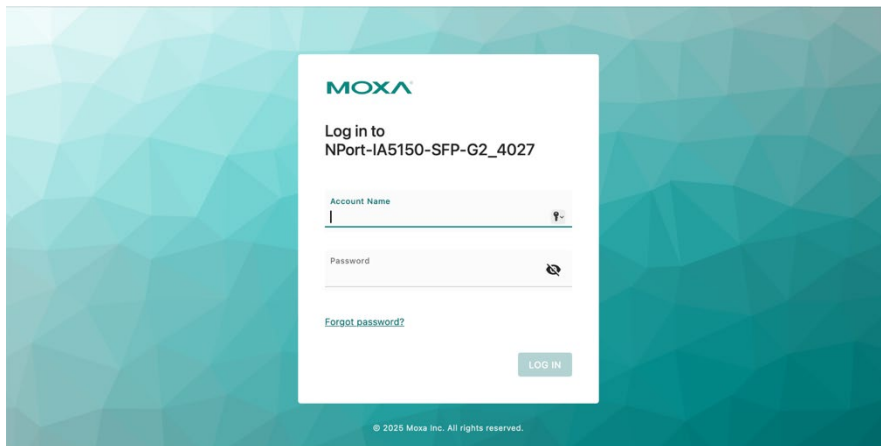 MOXA
Log in to
NPort-IA5150-SFP-G2_4027
Account Name
Password
Forgot password?
LOG IN
© 2025 Moxa Inc. All rights reserved.